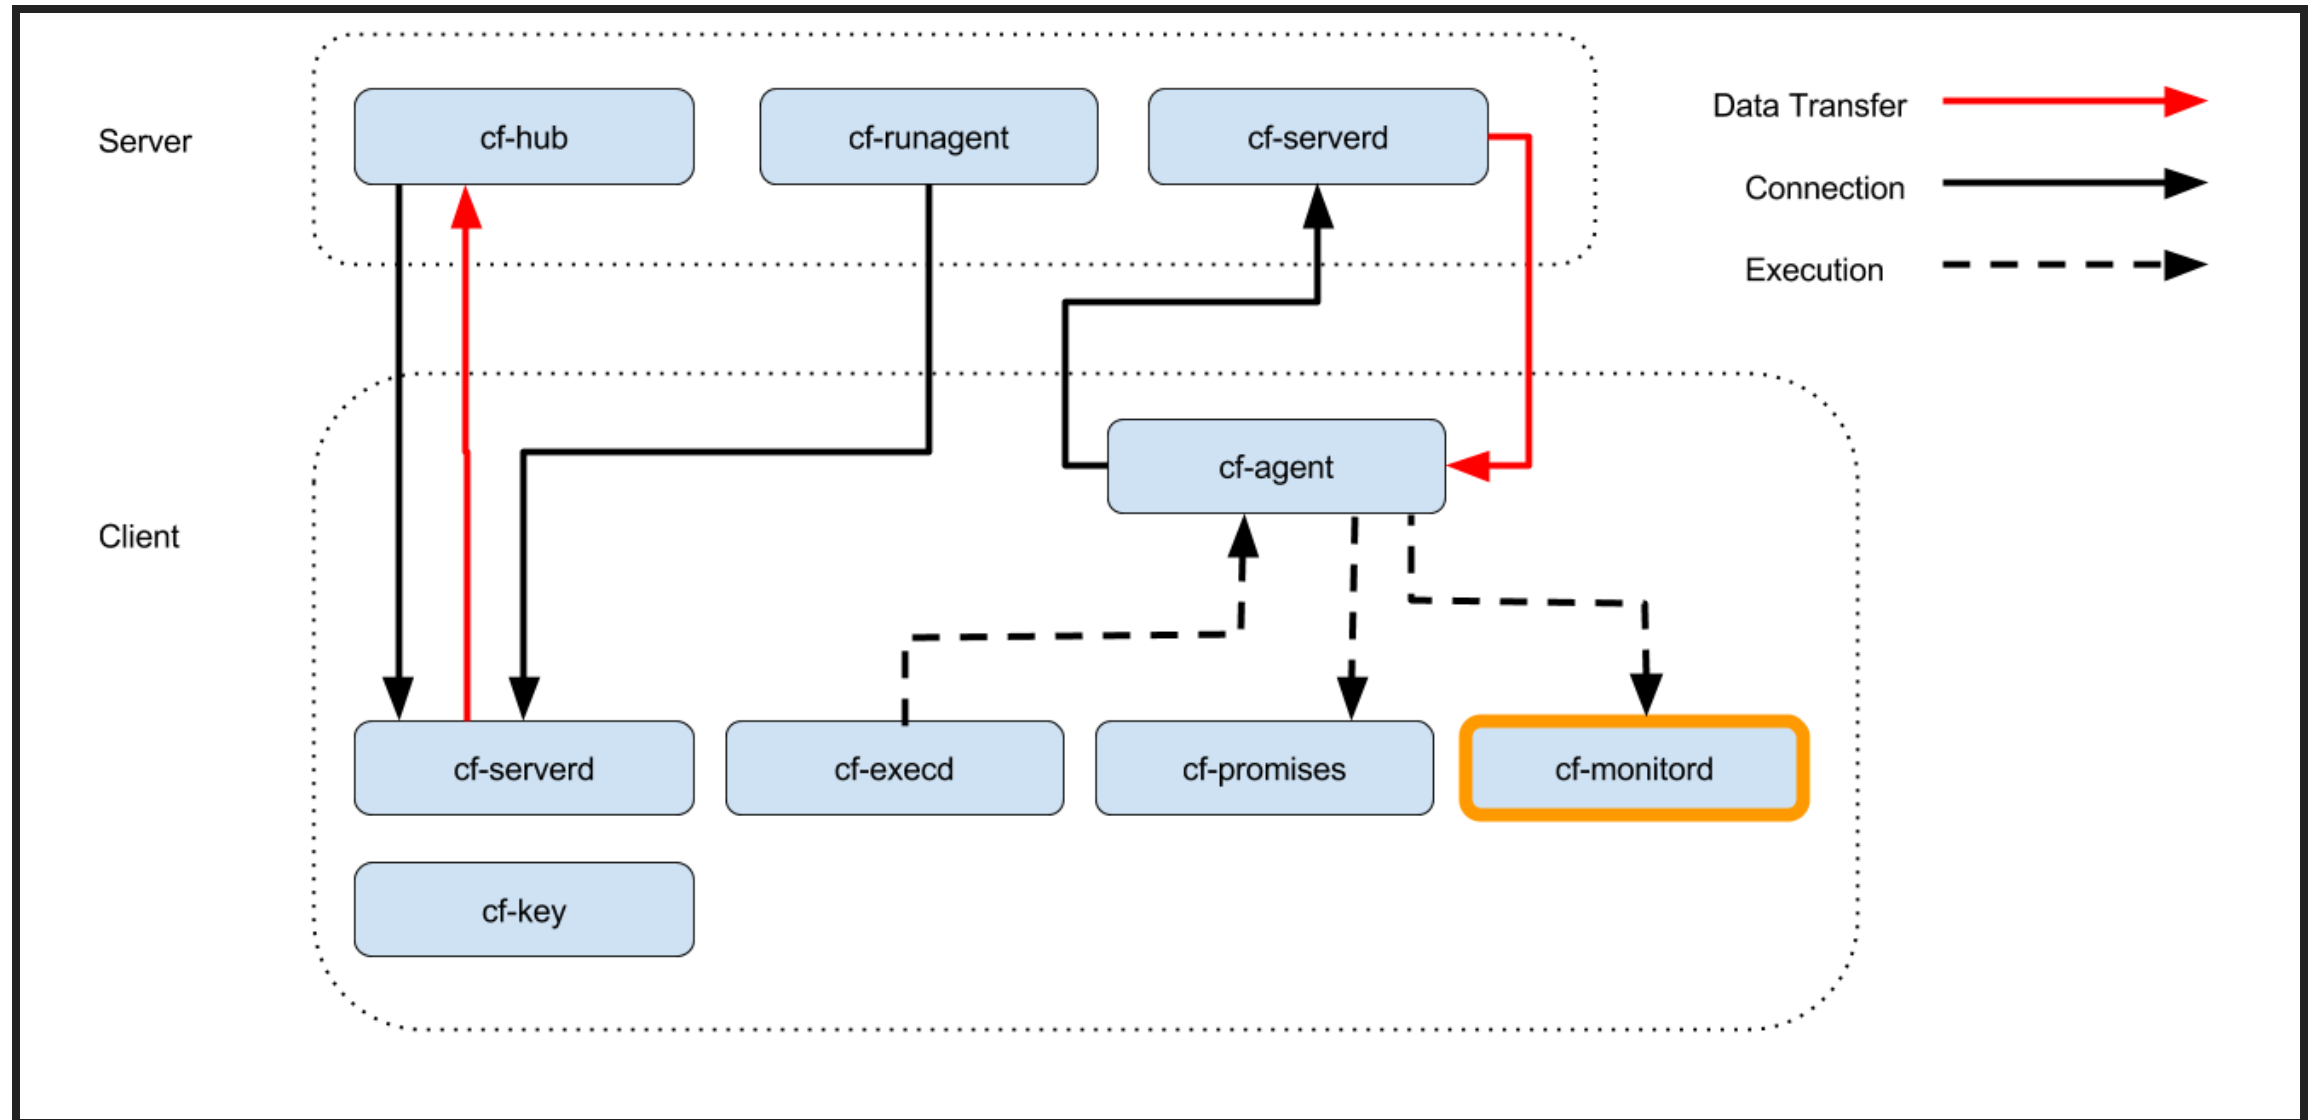 Server
cf-hub
cf-runagent
cf-serverd
Data Transfer
Connection
Execution
Client
cf-agent
cf-serverd
cf-execd
cf-promises
cf-monitord
cf-key